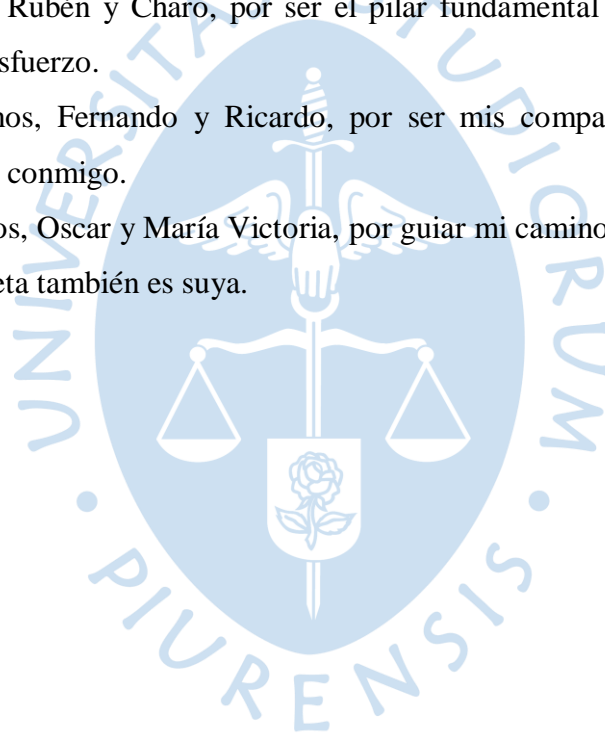 Rubén y Charo, por ser el pilar fundamental
sfuerzo.
nos, Fernando y Ricardo, por ser mis compa
conmigo.
os, Oscar y María Victoria, por guiar mi camino
eta también es suya.
UNIVERSITAS STUDIORUM
PIURENSIS